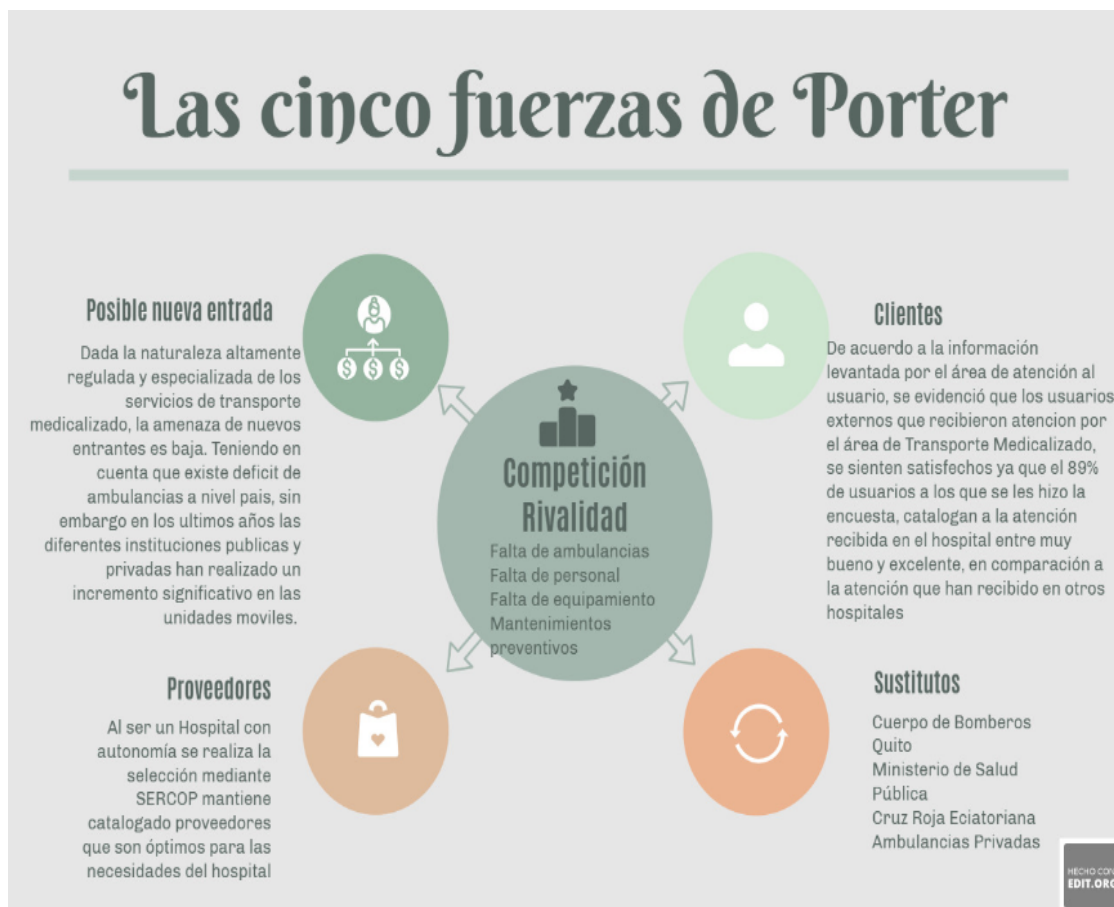 Las cinco fuerzas de Porter
Posible nueva entrada
Dada la naturaleza altamente
regulada y especializada de los
servicios de transporte
medicalizado, la amenaza de nuevos
entrantes es baja. Teniendo en
cuenta que existe deficit de
ambulancias a nivel pais, sin
embargo en los ultimos años las
diferentes instituciones publicas y
privadas han realizado un
incremento significativo en las
unidades moviles.
Clientes
De acuerdo a la información
levantada por el área de atención al
usuario, se evidenció que los usuarios
externos que recibieron atencion por
el área de Transporte Medicalizado,
se sienten satisfechos ya que el 89%
de usuarios a los que se les hizo la
encuesta, catalogan a la atención
recibida en el hospital entre muy
bueno y excelente, en comparación a
la atención que han recibido en otros
hospitales
Competición
Rivalidad
Falta de ambulancias
Falta de personal
Falta de equipamiento
Mantenimientos
preventivos
Proveedores
Al ser un Hospital con
autonomía se realiza la
selección mediante
SERCOP mantiene
catalogado proveedores
que son óptimos para las
necesidades del hospital
Sustitutos
Cuerpo de Bomberos
Quito
Ministerio de Salud
Pública
Cruz Roja Eciatoriana
Ambulancias Privadas
HECHO CON
EDIT.ORG